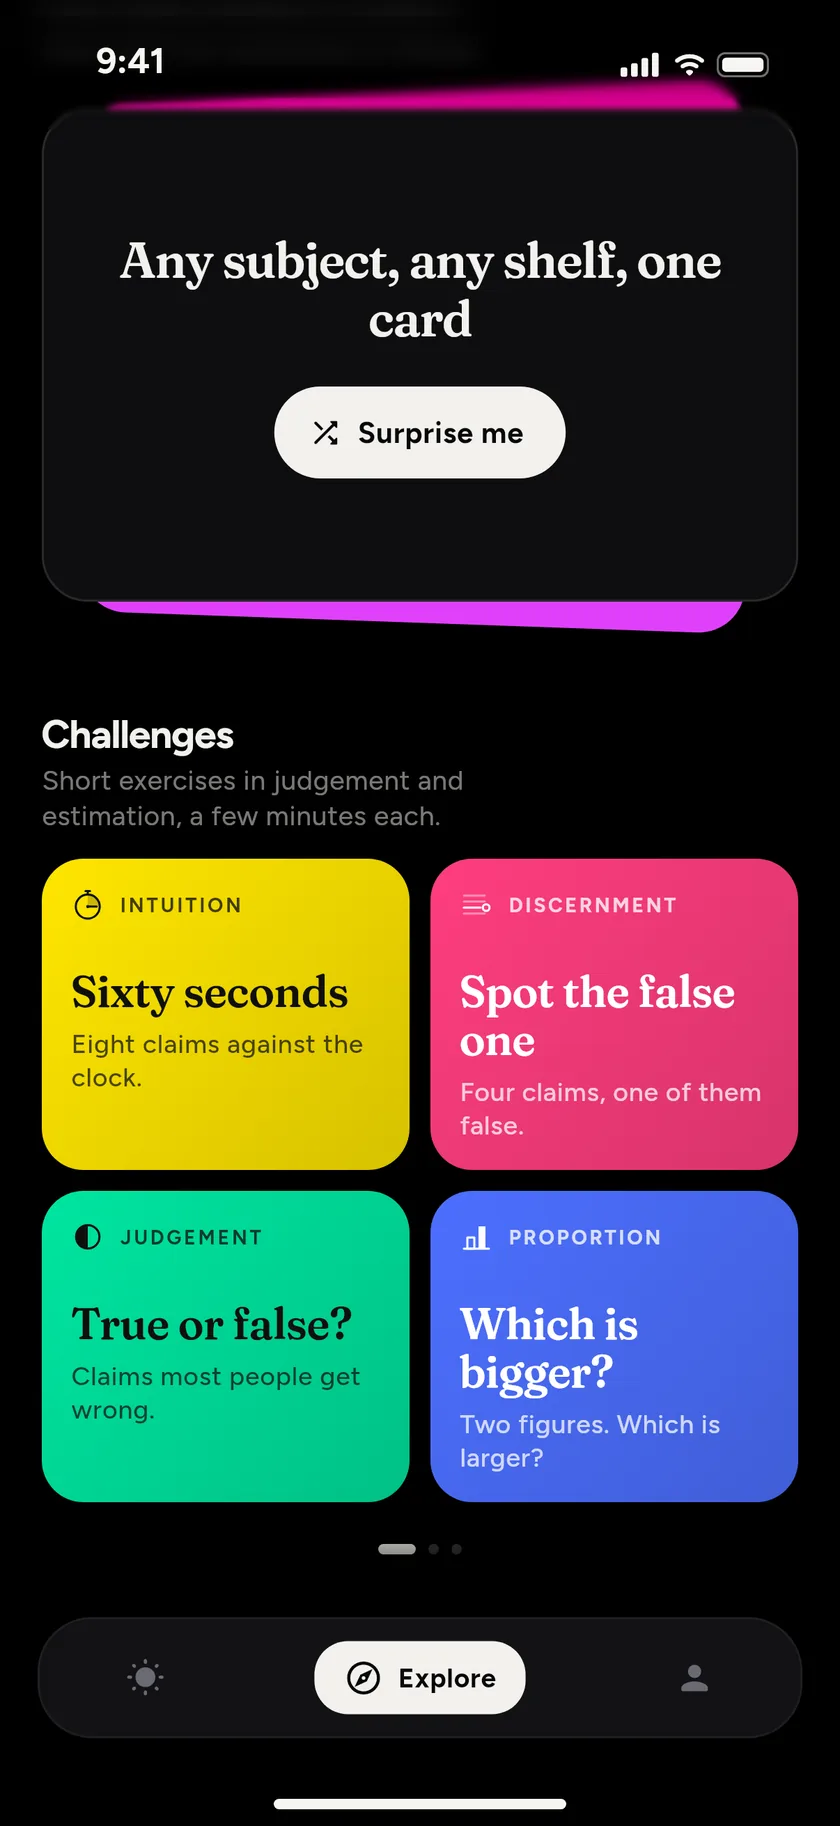 9:41
Any subject, any shelf, one
card
Surprise me
Challenges
Short exercises in judgement and
estimation, a few minutes each.
INTUITION
Sixty seconds
Eight claims against the
clock.
DISCERNMENT
Spot the false
one
Four claims, one of them
false.
JUDGEMENT
True or false?
Claims most people get
wrong.
PROPORTION
Which is
bigger?
Two figures. Which is
larger?
Explore